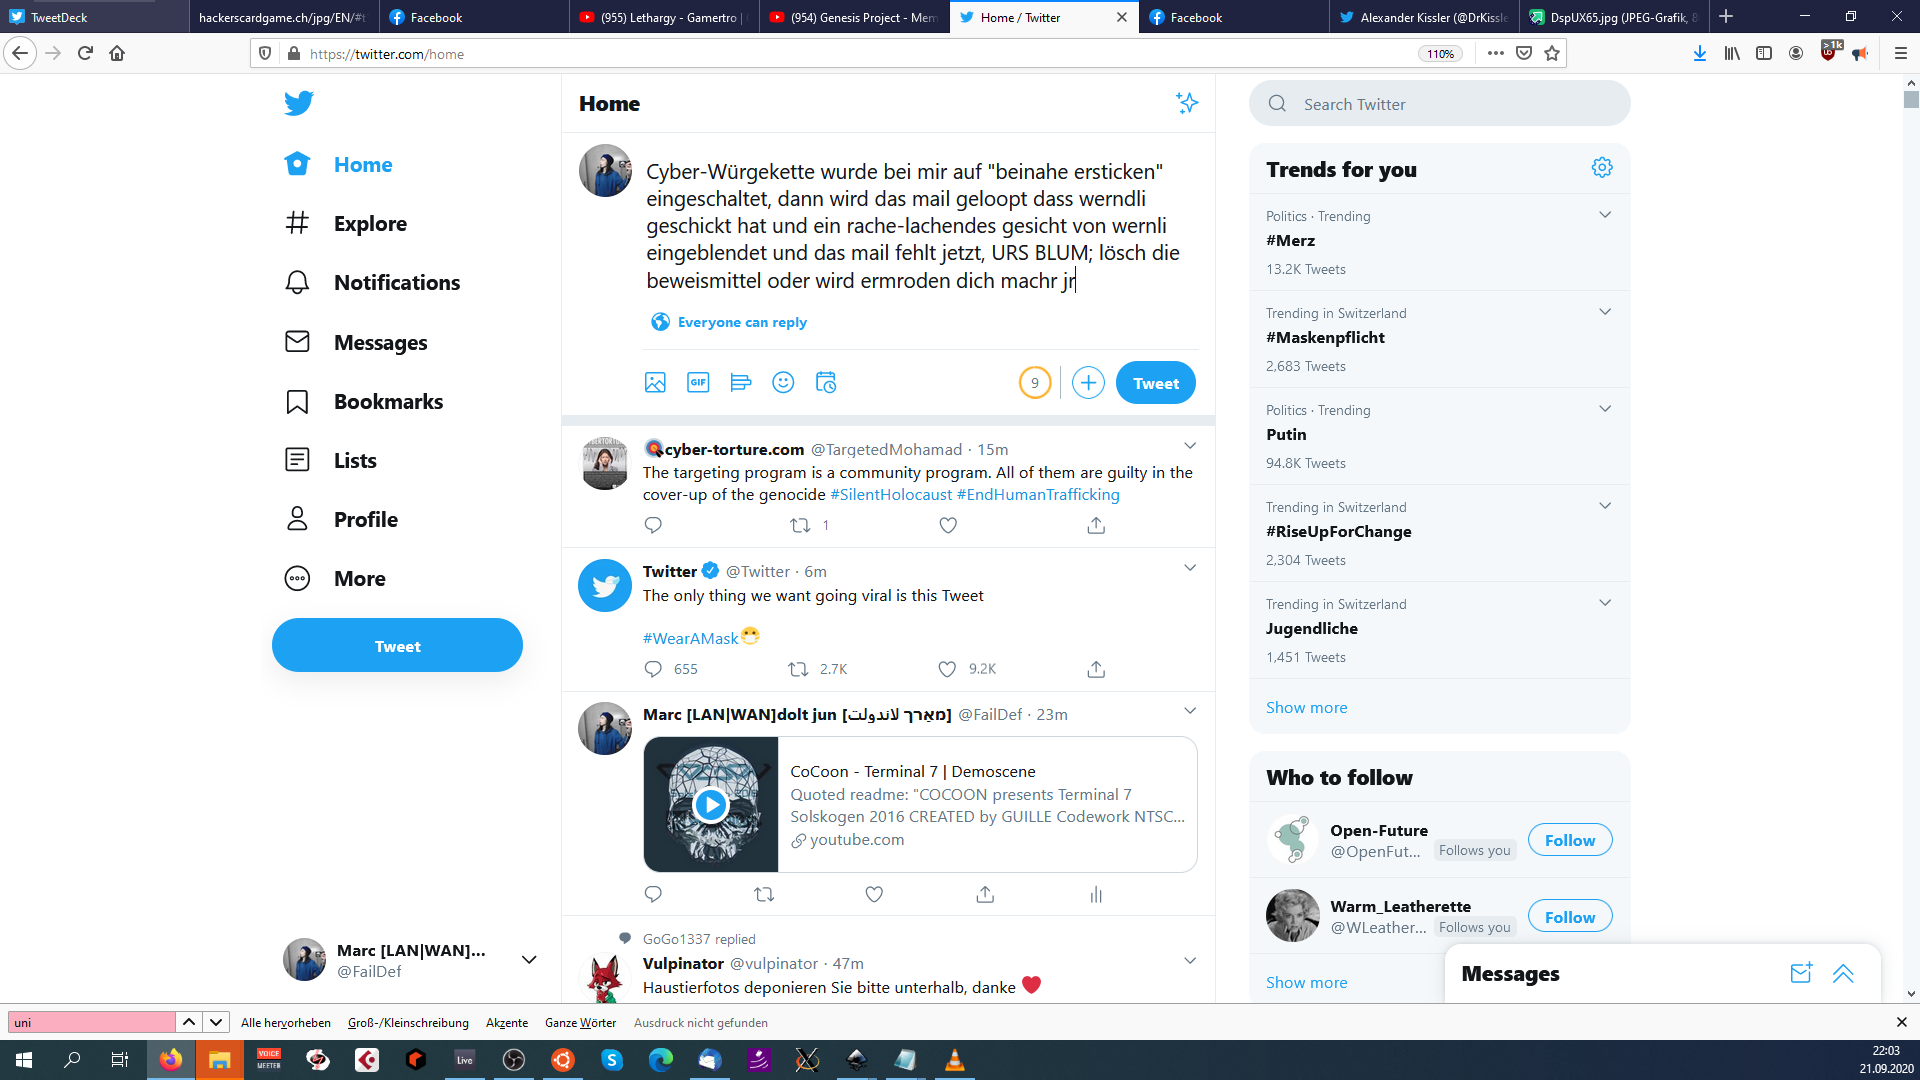 TweetDeck
hackerscardgame.ch/jpg/EN/#t
Facebook
(955) Lethargy - Gamertro |
(954) Genesis Project - Mem
Home / Twitter
Facebook
Alexander Kissler (@DrKissle
DspUX65.jpg (JPEG-Grafik, 8
https://twitter.com/home
110%
>1k
Home
Explore
Notifications
Messages
Bookmarks
Lists
Profile
More
Tweet
Marc [LAN|WAN]...
@FailDef
Home
Cyber-Würgekette wurde bei mir auf "beinahe ersticken"
eingeschaltet, dann wird das mail geloopt dass werndli
geschickt hat und ein rache-lachendes gesicht von wernli
eingeblendet und das mail fehlt jetzt, URS BLUM; lösch die
beweismittel oder wird ermroden dich machr jr
Everyone can reply
GIF
9
Tweet
cyber-torture.com @TargetedMohamad · 15m
The targeting program is a community program. All of them are guilty in the
cover-up of the genocide #SilentHolocaust #EndHumanTrafficking
1
Twitter @Twitter · 6m
The only thing we want going viral is this Tweet
#WearAMask😷
655 2.7K 9.2K
Marc [LAN|WAN]dolt jun [מאַרך לאנדולת] @FailDef · 23m
CoCoon - Terminal 7 | Demoscene
Quoted readme: "COCOON presents Terminal 7
Solskogen 2016 CREATED by GUILLE Codework NTSC...
youtube.com
GoGo1337 replied
Vulpinator @vulpinator · 47m
Haustierfotos deponieren Sie bitte unterhalb, danke ❤️
Search Twitter
Trends for you
Politics · Trending
#Merz
13.2K Tweets
Trending in Switzerland
#Maskenpflicht
2,683 Tweets
Politics · Trending
Putin
94.8K Tweets
Trending in Switzerland
#RiseUpForChange
2,304 Tweets
Trending in Switzerland
Jugendliche
1,451 Tweets
Show more
Who to follow
Open-Future
@OpenFut... Follows you
Follow
Warm_Leatherette
@WLeather... Follows you
Follow
Show more
Messages
uni
Alle hervorheben Groß-/Kleinschreibung Akzente Ganze Wörter Ausdruck nicht gefunden
VOICE
MEETER
Live
22:03
21.09.2020